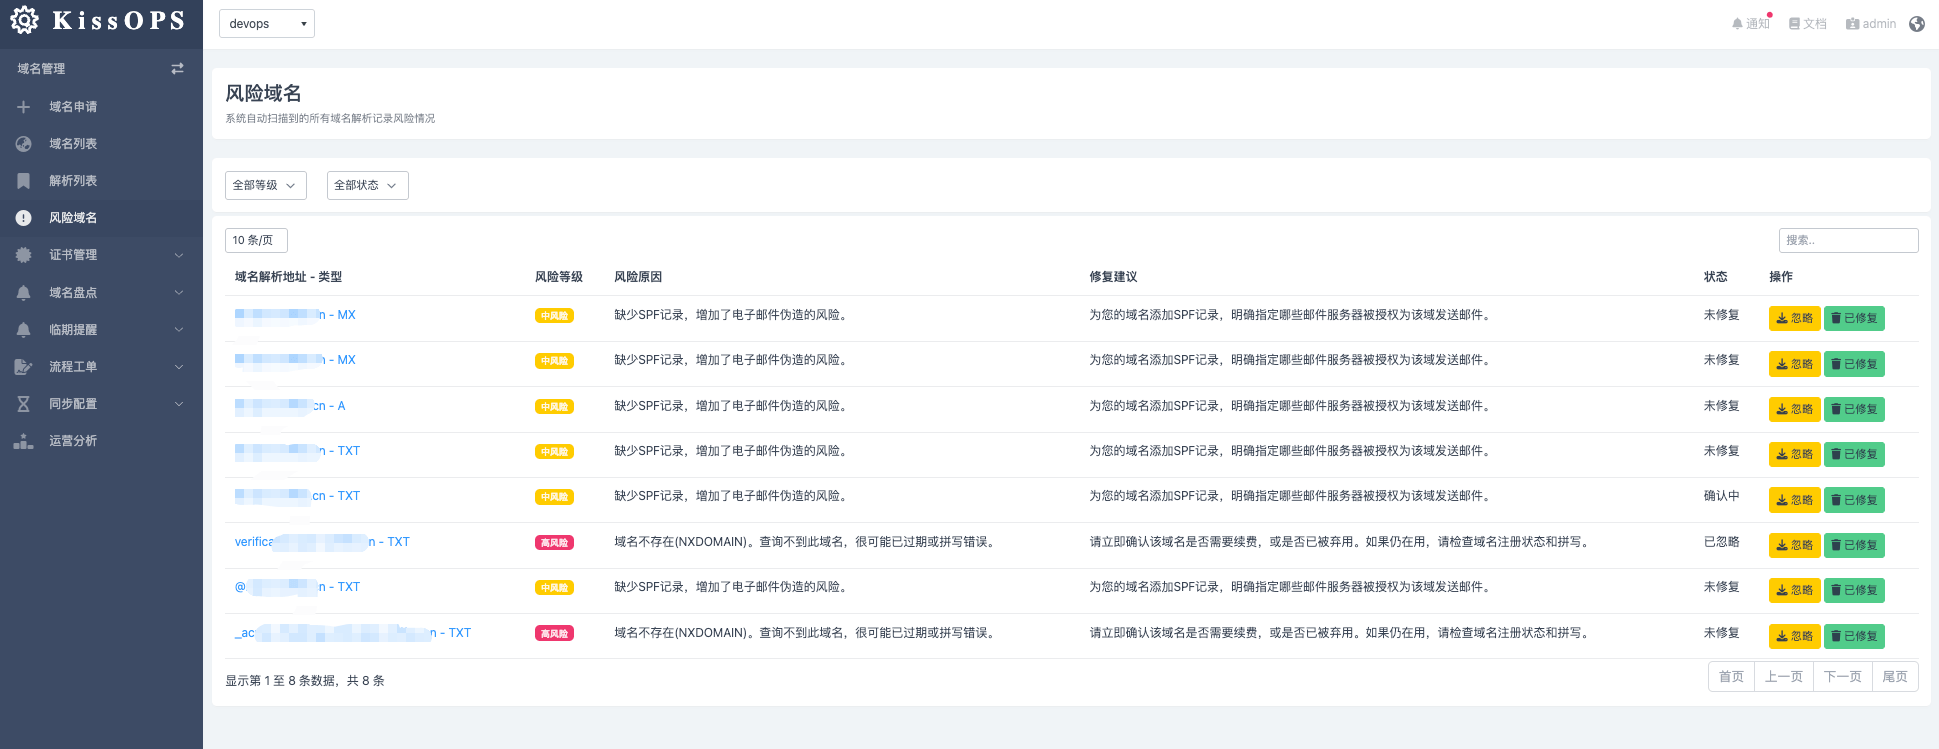 KissOPS
devops
通知
文档
admin
域名管理
域名申请
域名列表
解析列表
风险域名
证书管理
域名盘点
临期提醒
流程工单
同步配置
运营分析
风险域名
系统自动扫描到的所有域名解析记录风险情况
全部等级 全部状态
10 条/页 搜索..
域名解析地址 - 类型 风险等级 风险原因 修复建议 状态 操作
n - MX 中风险 缺少SPF记录，增加了电子邮件伪造的风险。 为您的域名添加SPF记录，明确指定哪些邮件服务器被授权为该域发送邮件。 未修复 忽略 已修复
n - MX 中风险 缺少SPF记录，增加了电子邮件伪造的风险。 为您的域名添加SPF记录，明确指定哪些邮件服务器被授权为该域发送邮件。 未修复 忽略 已修复
cn - A 中风险 缺少SPF记录，增加了电子邮件伪造的风险。 为您的域名添加SPF记录，明确指定哪些邮件服务器被授权为该域发送邮件。 未修复 忽略 已修复
n - TXT 中风险 缺少SPF记录，增加了电子邮件伪造的风险。 为您的域名添加SPF记录，明确指定哪些邮件服务器被授权为该域发送邮件。 未修复 忽略 已修复
.cn - TXT 中风险 缺少SPF记录，增加了电子邮件伪造的风险。 为您的域名添加SPF记录，明确指定哪些邮件服务器被授权为该域发送邮件。 确认中 忽略 已修复
verifica n - TXT 高风险 域名不存在(NXDOMAIN)。查询不到此域名，很可能已过期或拼写错误。 请立即确认该域名是否需要续费，或是否已被弃用。如果仍在用，请检查域名注册状态和拼写。 已忽略 忽略 已修复
@ n - TXT 中风险 缺少SPF记录，增加了电子邮件伪造的风险。 为您的域名添加SPF记录，明确指定哪些邮件服务器被授权为该域发送邮件。 未修复 忽略 已修复
_ac n - TXT 高风险 域名不存在(NXDOMAIN)。查询不到此域名，很可能已过期或拼写错误。 请立即确认该域名是否需要续费，或是否已被弃用。如果仍在用，请检查域名注册状态和拼写。 未修复 忽略 已修复
显示第 1 至 8 条数据，共 8 条 首页 上一页 下一页 尾页